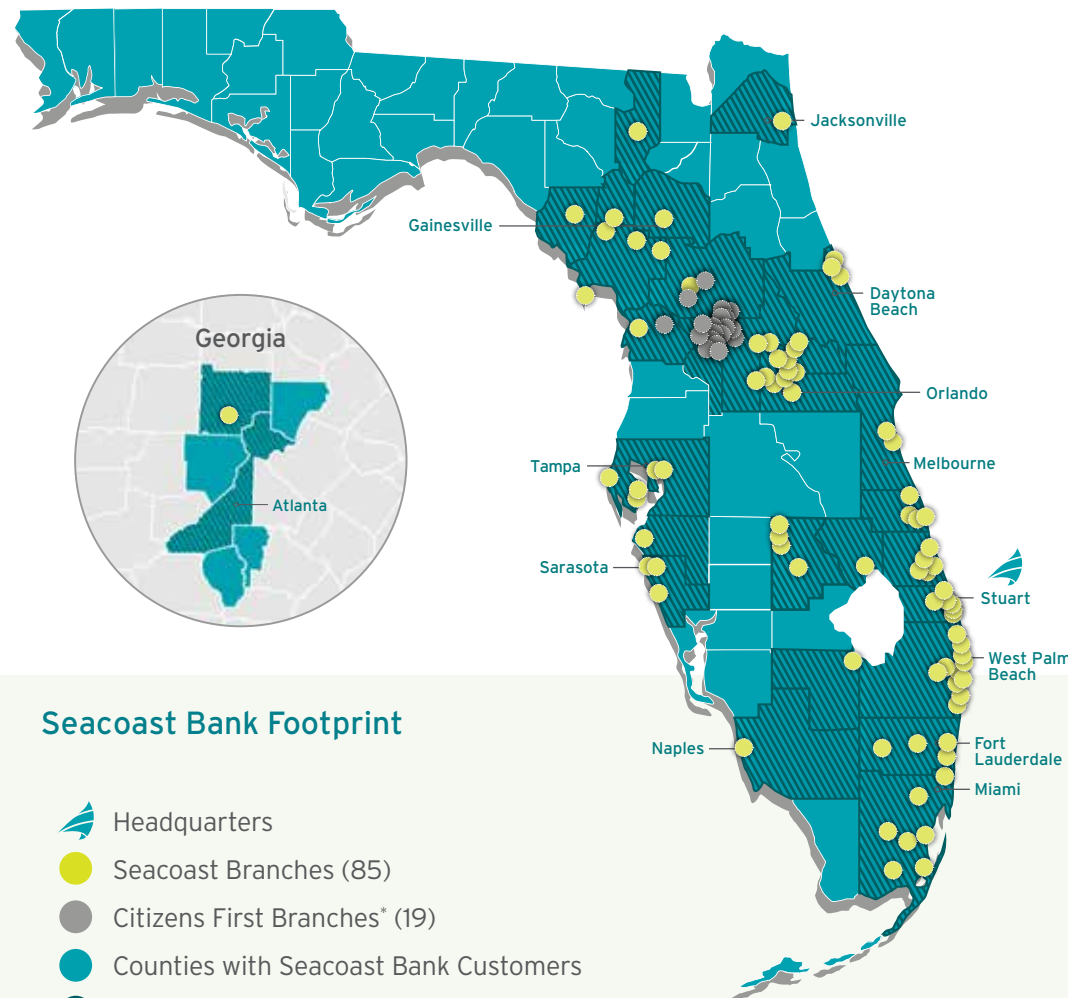 Jacksonville
Gainesville
Daytona
Beach
Georgia
Orlando
Tampa
Melbourne
Atlanta
Sarasota
Stuart
West Palm
Beach
Seacoast Bank Footprint
Naples
Fort
Lauderdale
Miami
Headquarters
Seacoast Branches (85)
Citizens First Branches* (19)
Counties with Seacoast Bank Customers